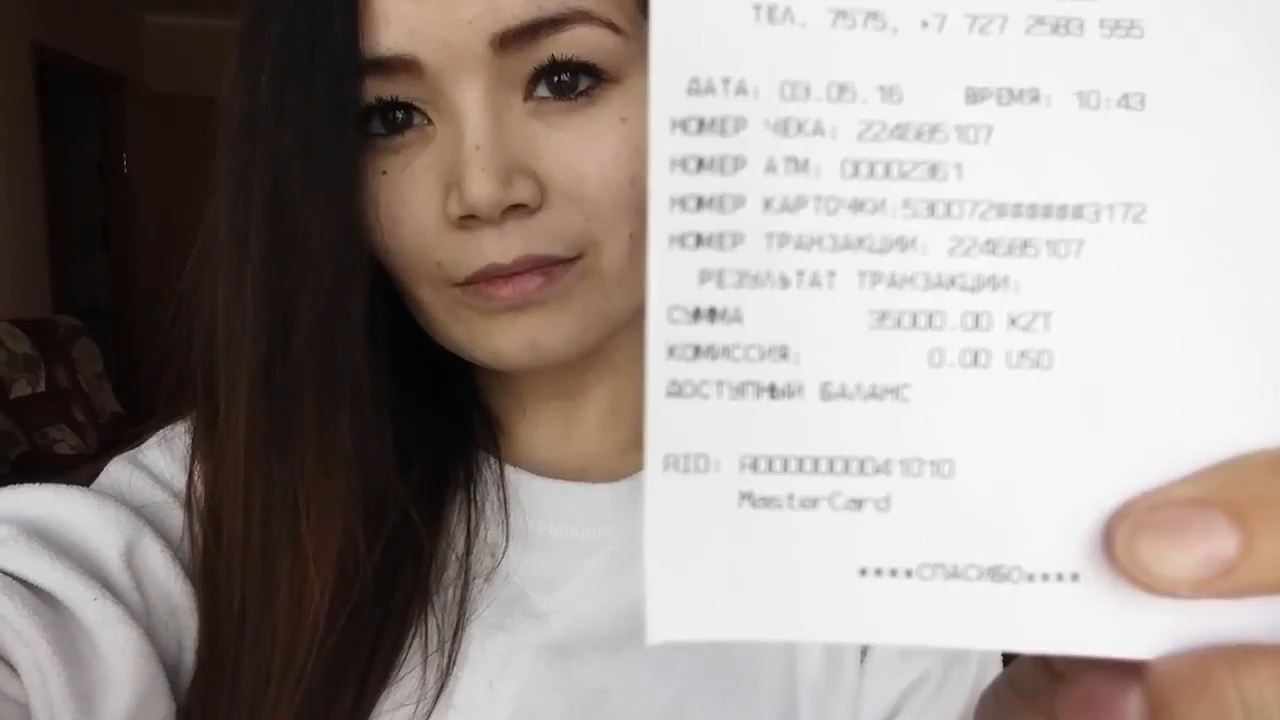 ТЕЛ. 7575, +7 727 2583 555
ДАТА: 03.05.16 ВРЕМЯ: 10:43
НОМЕР ЧЕКА: 224685107
НОМЕР АТМ: 00002361
НОМЕР КАРТОЧКИ:530072######3172
НОМЕР ТРАНЗАКЦИИ: 224685107
РЕЗУЛЬТАТ ТРАНЗАКЦИИ:
СУММА 35000.00 KZT
КОМИССИЯ: 0.00 USD
ДОСТУПНЫЙ БАЛАНС
AID: A0000000041010
MasterCard
****СПАСИБО****